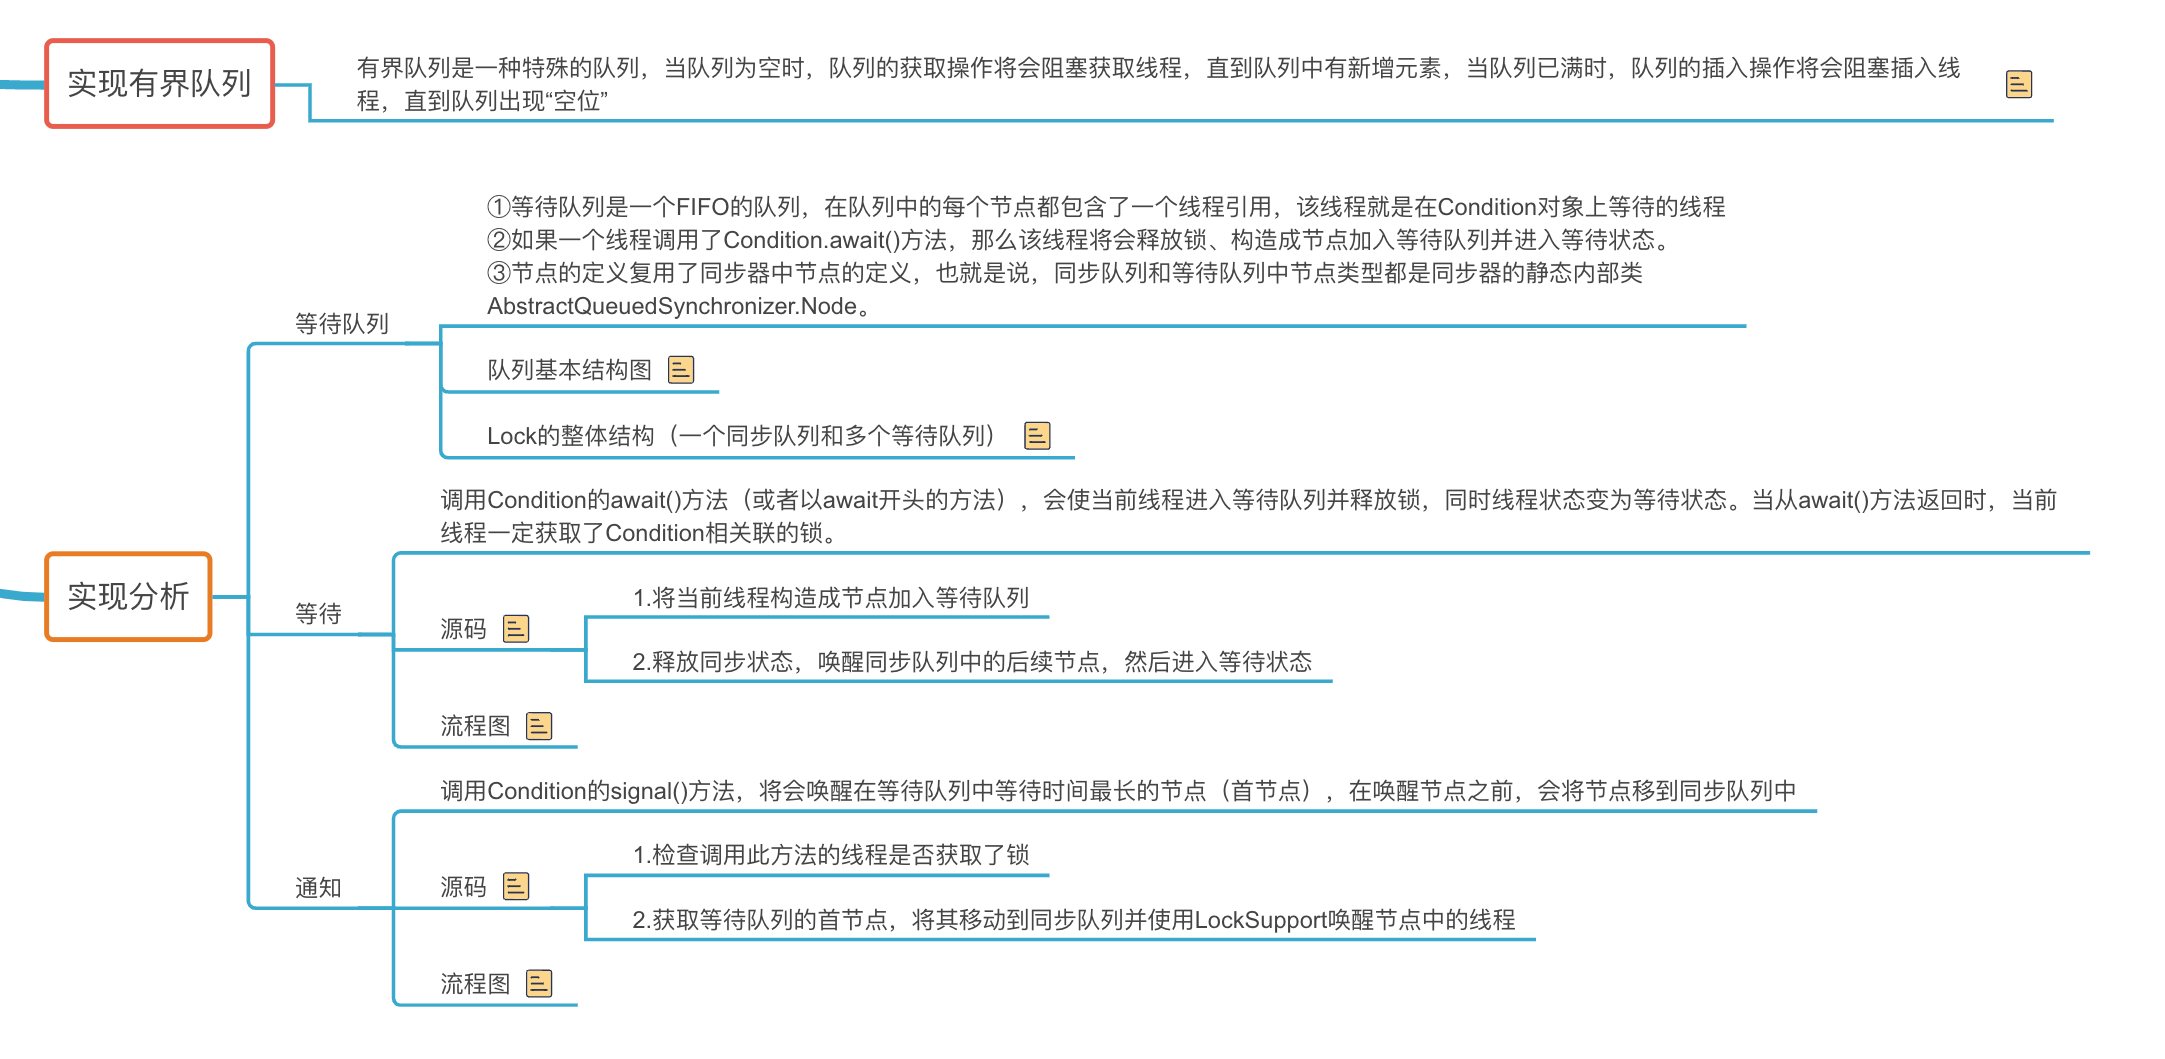 实现有界队列
有界队列是一种特殊的队列，当队列为空时，队列的获取操作将会阻塞获取线程，直到队列中有新增元素，当队列已满时，队列的插入操作将会阻塞插入线
程，直到队列出现“空位”
实现分析
等待队列
①等待队列是一个FIFO的队列，在队列中的每个节点都包含了一个线程引用，该线程就是在Condition对象上等待的线程
②如果一个线程调用了Condition.await()方法，那么该线程将会释放锁、构造成节点加入等待队列并进入等待状态。
③节点的定义复用了同步器中节点的定义，也就是说，同步队列和等待队列中节点类型都是同步器的静态内部类
AbstractQueuedSynchronizer.Node。
队列基本结构图
Lock的整体结构（一个同步队列和多个等待队列）
等待
调用Condition的await()方法（或者以await开头的方法），会使当前线程进入等待队列并释放锁，同时线程状态变为等待状态。当从await()方法返回时，当前
线程一定获取了Condition相关联的锁。
源码
1.将当前线程构造成节点加入等待队列
2.释放同步状态，唤醒同步队列中的后续节点，然后进入等待状态
流程图
通知
调用Condition的signal()方法，将会唤醒在等待队列中等待时间最长的节点（首节点），在唤醒节点之前，会将节点移到同步队列中
源码
1.检查调用此方法的线程是否获取了锁
2.获取等待队列的首节点，将其移动到同步队列并使用LockSupport唤醒节点中的线程
流程图